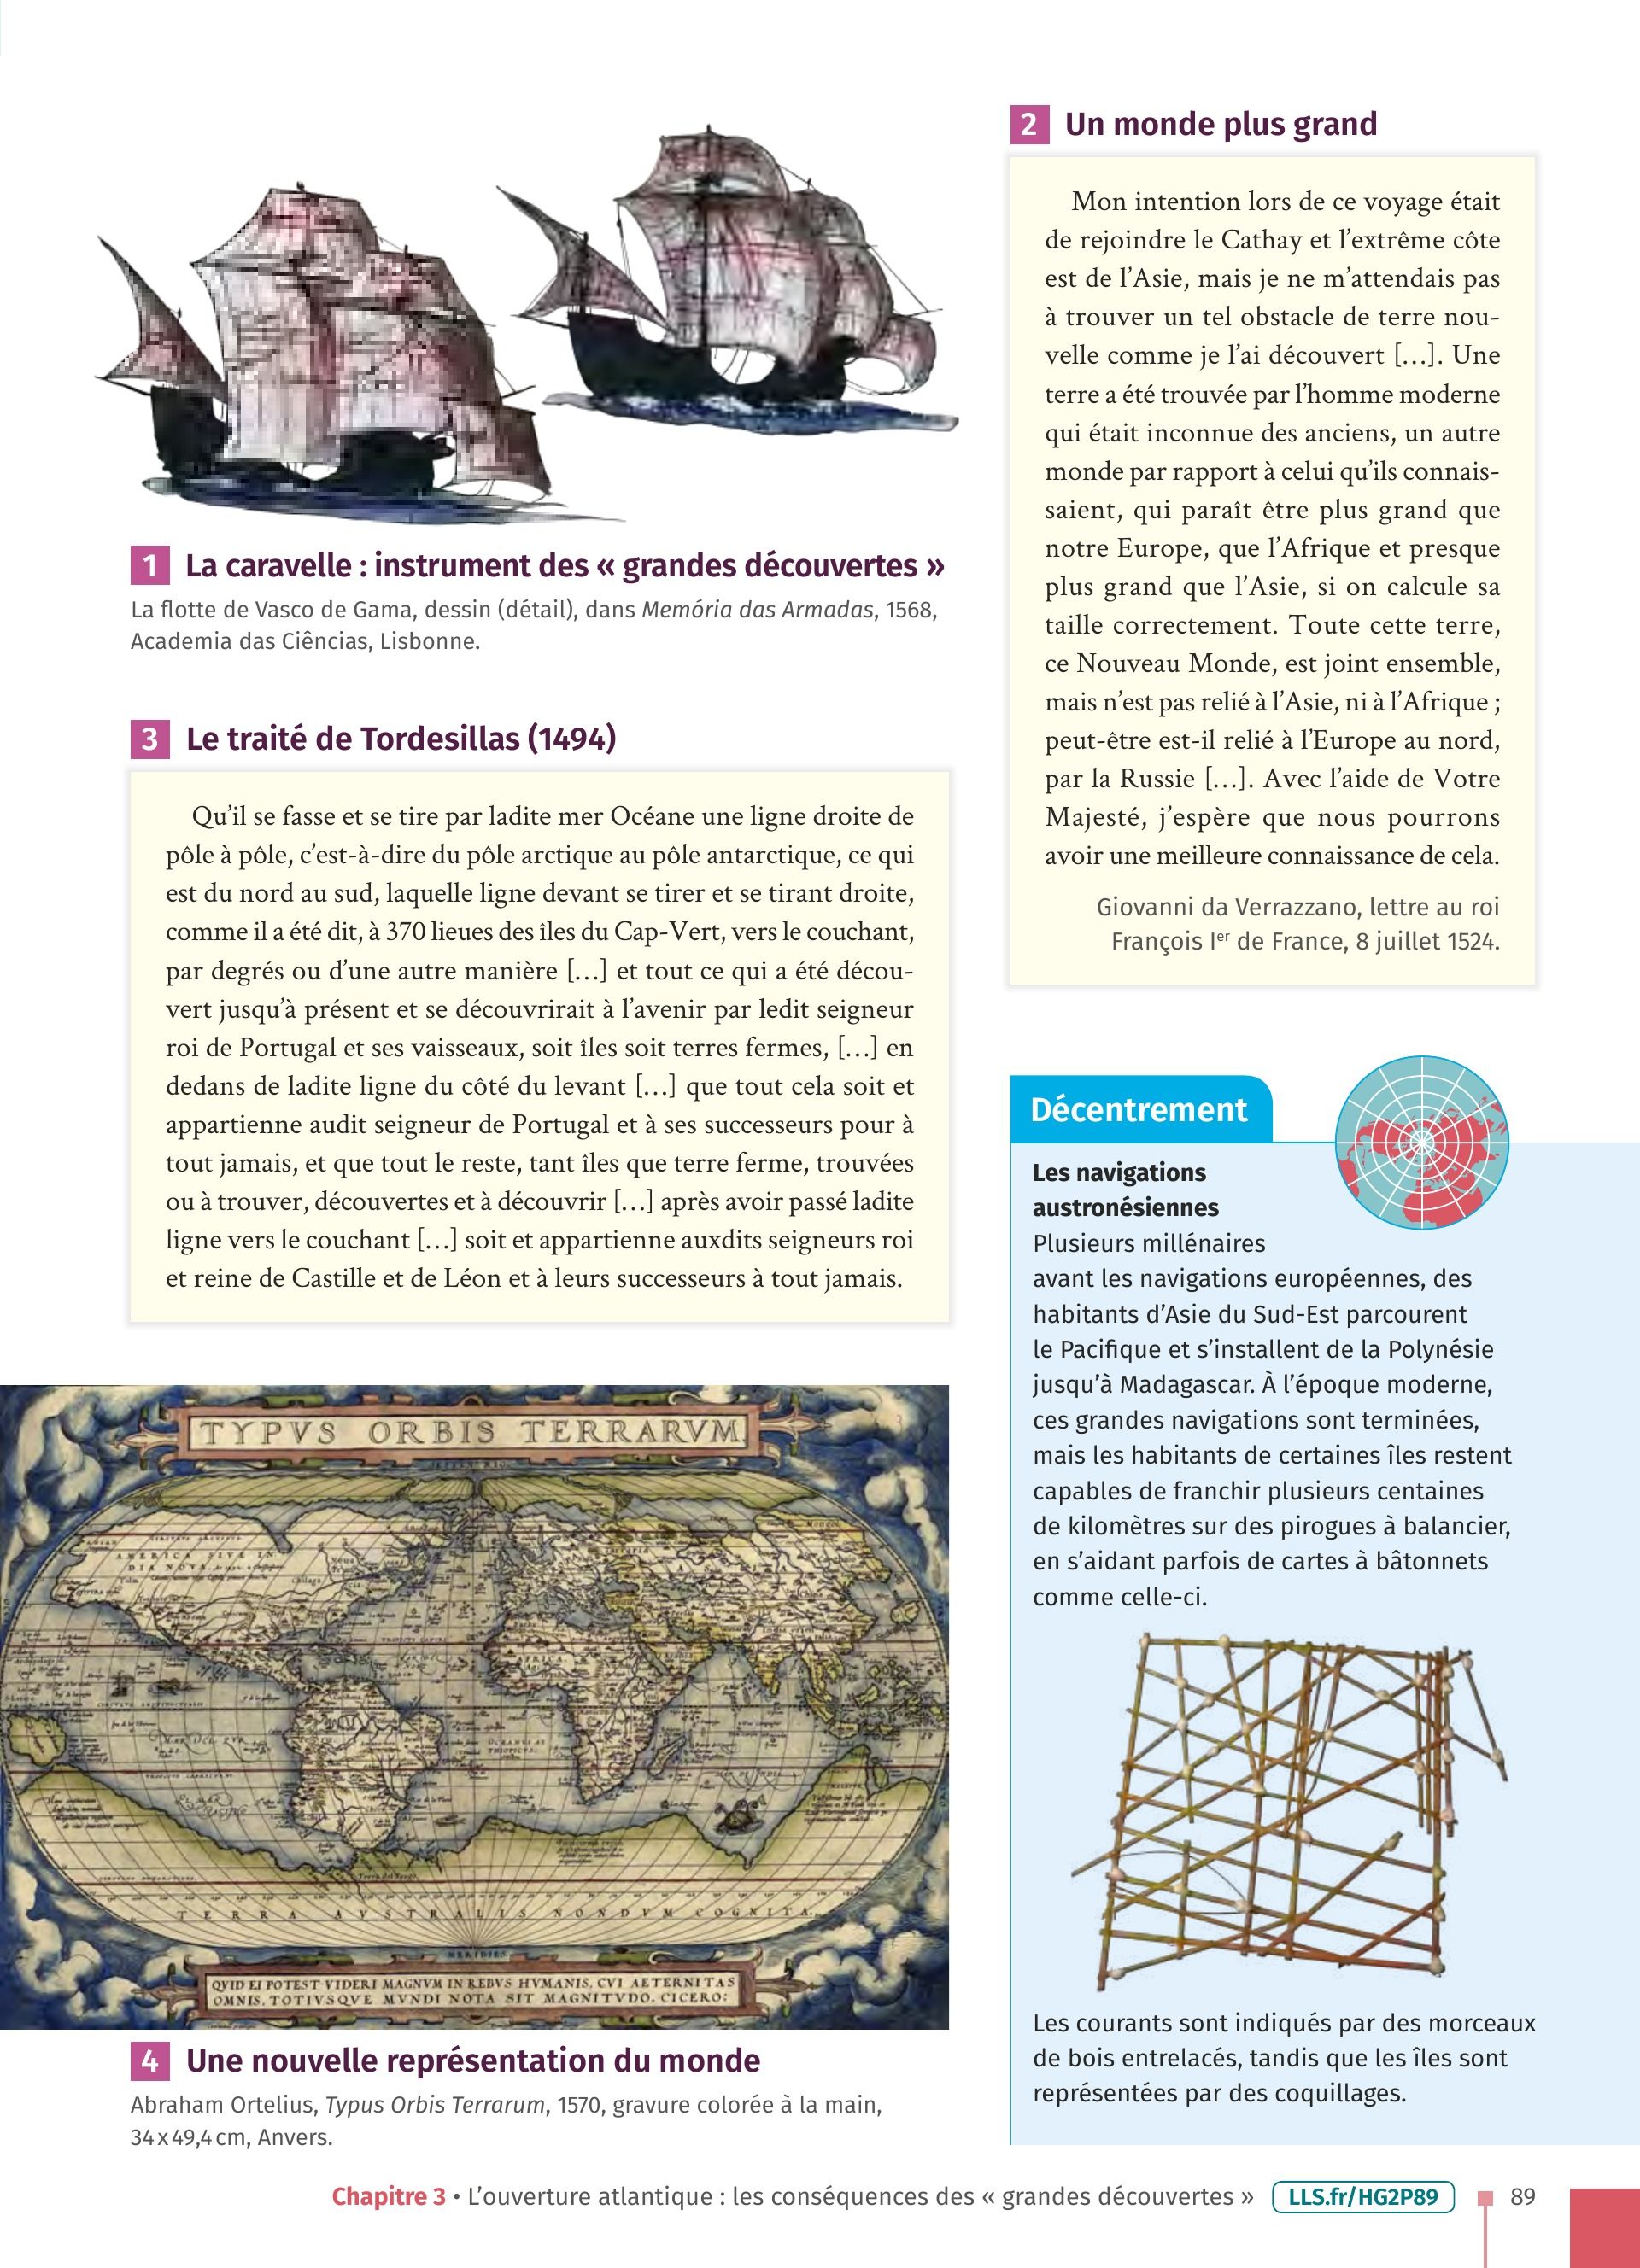 1 La caravelle : instrument des « grandes découvertes »
La flotte de Vasco de Gama, dessin (détail), dans Memória das Armadas, 1568,
Academia das Ciências, Lisbonne.
2 Un monde plus grand
Mon intention lors de ce voyage était
de rejoindre le Cathay et l’extrême côte
est de l’Asie, mais je ne m’attendais pas
à trouver un tel obstacle de terre nou-
velle comme je l’ai découvert […]. Une
terre a été trouvée par l’homme moderne
qui était inconnue des anciens, un autre
monde par rapport à celui qu’ils connais-
saient, qui paraît être plus grand que
notre Europe, que l’Afrique et presque
plus grand que l’Asie, si on calcule sa
taille correctement. Toute cette terre,
ce Nouveau Monde, est joint ensemble,
mais n’est pas relié à l’Asie, ni à l’Afrique ;
peut-être est-il relié à l’Europe au nord,
par la Russie […]. Avec l’aide de Votre
Majesté, j’espère que nous pourrons
avoir une meilleure connaissance de cela.
Giovanni da Verrazzano, lettre au roi
François Ier de France, 8 juillet 1524.
3 Le traité de Tordesillas (1494)
Qu’il se fasse et se tire par ladite mer Océane une ligne droite de
pôle à pôle, c’est-à-dire du pôle arctique au pôle antarctique, ce qui
est du nord au sud, laquelle ligne devant se tirer et se tirant droite,
comme il a été dit, à 370 lieues des îles du Cap-Vert, vers le couchant,
par degrés ou d’une autre manière […] et tout ce qui a été décou-
vert jusqu’à présent et se découvrirait à l’avenir par ledit seigneur
roi de Portugal et ses vaisseaux, soit îles soit terres fermes, […] en
dedans de ladite ligne du côté du levant […] que tout cela soit et
appartienne audit seigneur de Portugal et à ses successeurs pour à
tout jamais, et que tout le reste, tant îles que terre ferme, trouvées
ou à trouver, découvertes et à découvrir […] après avoir passé ladite
ligne vers le couchant […] soit et appartienne auxdits seigneurs roi
et reine de Castille et de Léon et à leurs successeurs à tout jamais.
TYPVS ORBIS TERRARVM.
AMERICA SIVE IN
DIA NOVA
AFRICA
TERRA AVSTRALIS NONDVM COGNITA.
QVID EI POTEST VIDERI MAGNVM IN REBVS HVMANIS, CVI AETERNITAS
OMNIS, TOTIVSQVE MVNDI NOTA SIT MAGNITVDO. CICERO:
4 Une nouvelle représentation du monde
Abraham Ortelius, Typus Orbis Terrarum, 1570, gravure colorée à la main,
34 x 49,4 cm, Anvers.
Décentrement
Les navigations
austronésiennes
Plusieurs millénaires
avant les navigations européennes, des
habitants d’Asie du Sud-Est parcourent
le Pacifique et s’installent de la Polynésie
jusqu’à Madagascar. À l’époque moderne,
ces grandes navigations sont terminées,
mais les habitants de certaines îles restent
capables de franchir plusieurs centaines
de kilomètres sur des pirogues à balancier,
en s’aidant parfois de cartes à bâtonnets
comme celle-ci.
Les courants sont indiqués par des morceaux
de bois entrelacés, tandis que les îles sont
représentées par des coquillages.
Chapitre 3 • L’ouverture atlantique : les conséquences des « grandes découvertes » LLS.fr/HG2P89 89